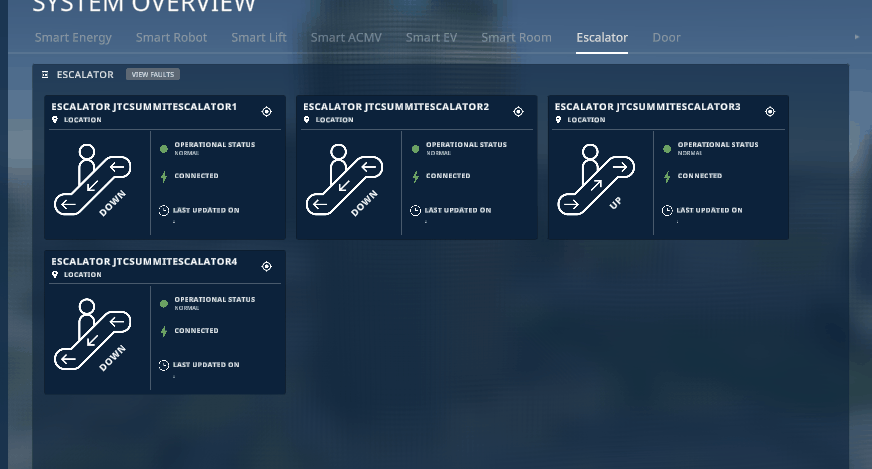 SYSTEM OVERVIEW
Smart Energy Smart Robot Smart Lift Smart ACMV Smart EV Smart Room Escalator Door
ESCALATOR VIEW FAULTS
ESCALATOR JTCSUMMITESCALATOR1
LOCATION
OPERATIONAL STATUS
NORMAL
CONNECTED
LAST UPDATED ON
:
DOWN
ESCALATOR JTCSUMMITESCALATOR2
LOCATION
OPERATIONAL STATUS
NORMAL
CONNECTED
LAST UPDATED ON
:
DOWN
ESCALATOR JTCSUMMITESCALATOR3
LOCATION
OPERATIONAL STATUS
NORMAL
CONNECTED
LAST UPDATED ON
:
UP
ESCALATOR JTCSUMMITESCALATOR4
LOCATION
OPERATIONAL STATUS
NORMAL
CONNECTED
LAST UPDATED ON
:
DOWN